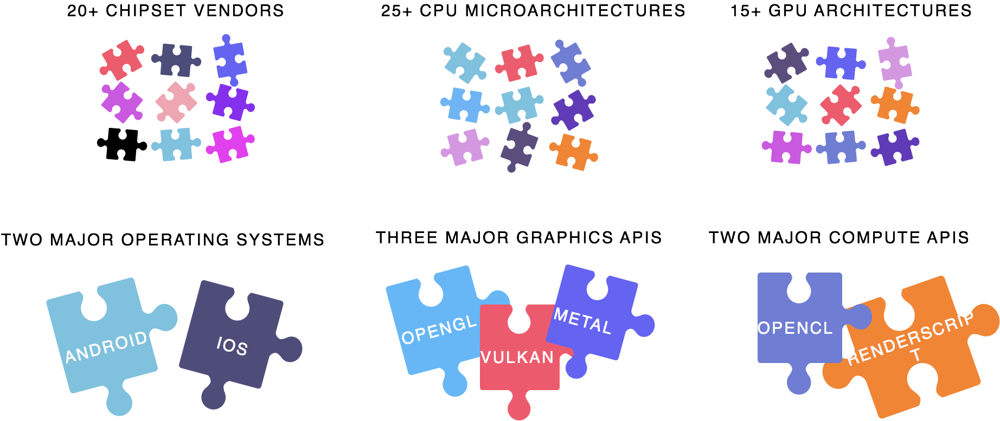 20+ CHIPSET VENDORS
25+ CPU MICROARCHITECTURES
15+ GPU ARCHITECTURES
TWO MAJOR OPERATING SYSTEMS
THREE MAJOR GRAPHICS APIS
TWO MAJOR COMPUTE APIS
ANDROID
IOS
OPENGL
VULKAN
METAL
OPENCL
RENDERSCRIP
T